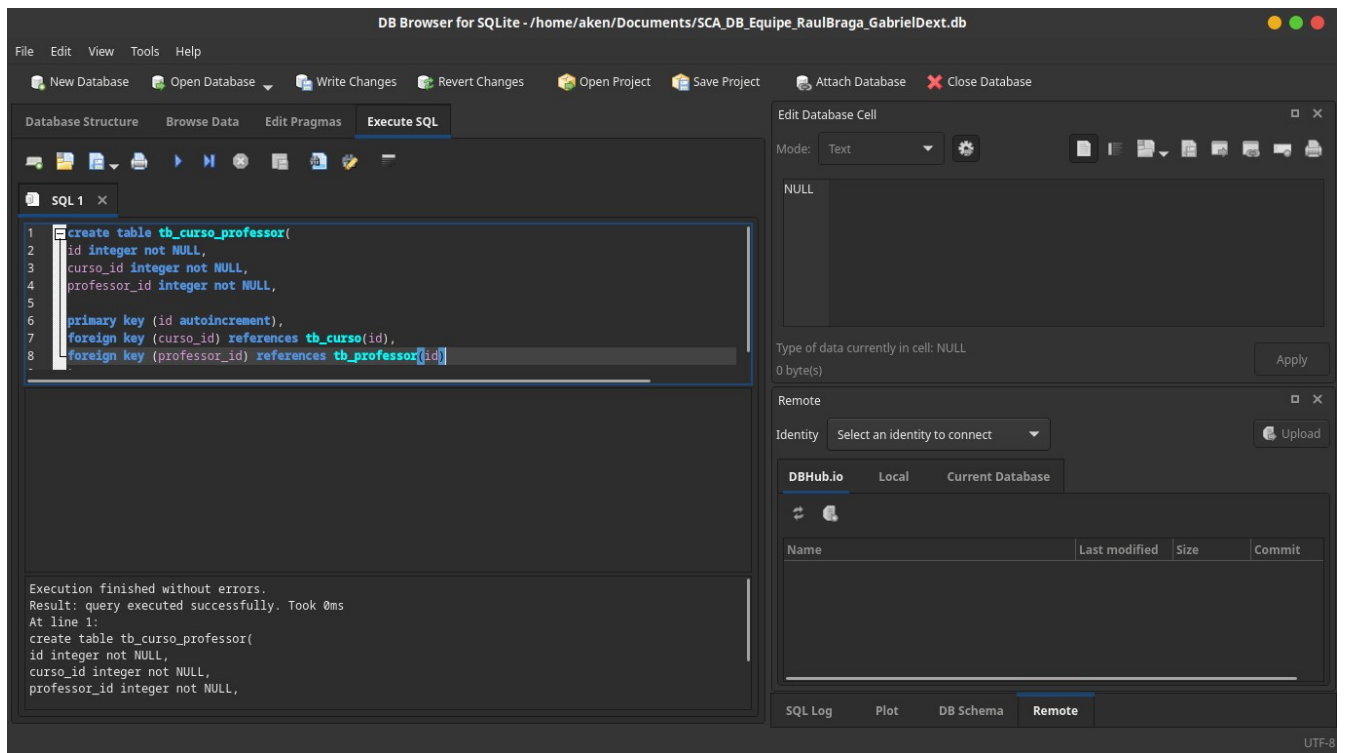 DB Browser for SQLite - /home/aken/Documents/SCA_DB_Equipe_RaulBraga_GabrielDext.db
File Edit View Tools Help
New Database Open Database Write Changes Revert Changes Open Project Save Project Attach Database Close Database
Database Structure Browse Data Edit Pragmas Execute SQL
SQL 1
1 create table tb_curso_professor(
2 id integer not NULL,
3 curso_id integer not NULL,
4 professor_id integer not NULL,
5
6 primary key (id autoincrement),
7 foreign key (curso_id) references tb_curso(id),
8 foreign key (professor_id) references tb_professor(id)
Execution finished without errors.
Result: query executed successfully. Took 0ms
At line 1:
create table tb_curso_professor(
id integer not NULL,
curso_id integer not NULL,
professor_id integer not NULL,
Edit Database Cell
Mode: Text
NULL
Type of data currently in cell: NULL
0 byte(s)
Apply
Remote
Identity Select an identity to connect Upload
DBHub.io Local Current Database
Name Last modified Size Commit
SQL Log Plot DB Schema Remote
UTF-8